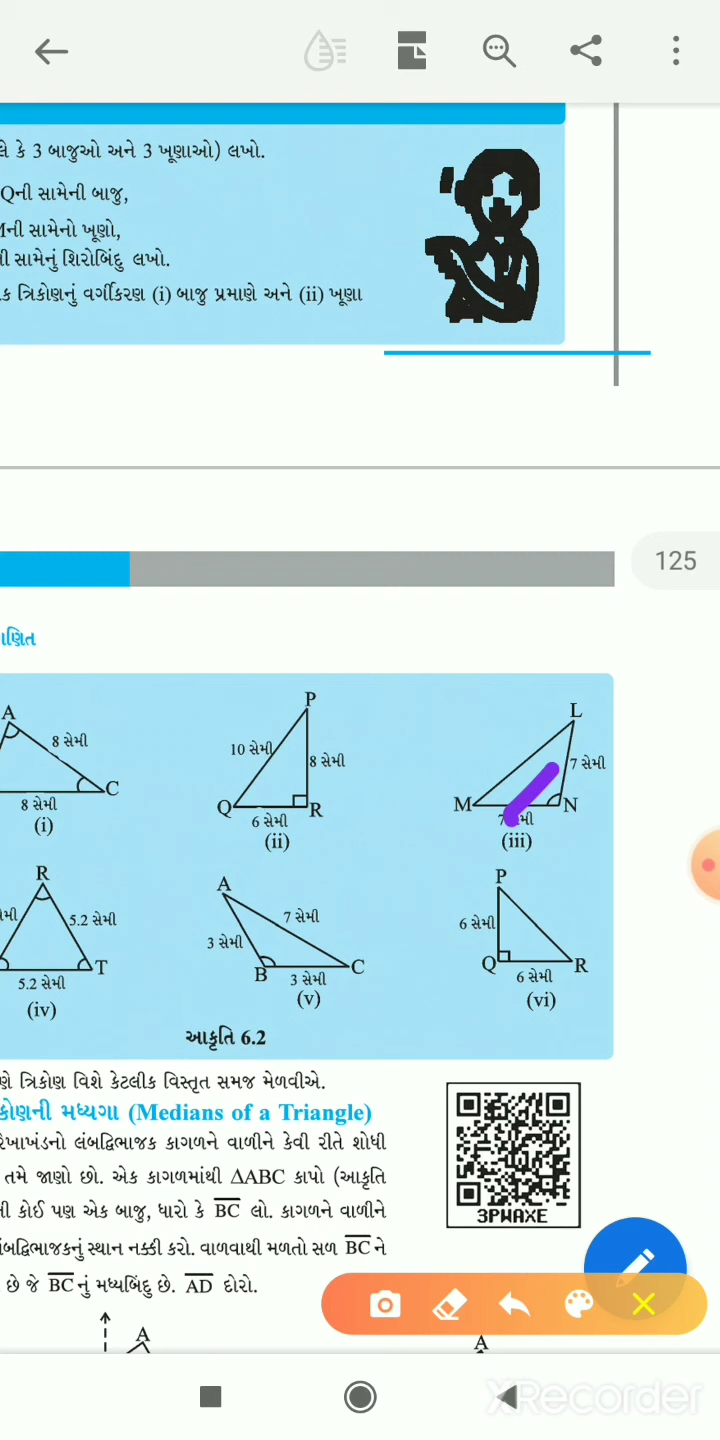 લે કે 3 બાજુઓ અને 3 ખૂણાઓ) લખો.
Qની સામેની બાજુ,
ની સામેનો ખૂણો,
ની સામેનું શિરોબિંદુ લખો.
ક ત્રિકોણનું વર્ગીકરણ (i) બાજુ પ્રમાણે અને (ii) ખૂણા
125
ગણિત
A
8 સેમી
C
8 સેમી
(i)
P
10 સેમી
8 સેમી
Q
R
6 સેમી
(ii)
L
7 સેમી
M
N
(iii)
R
5.2 સેમી
T
5.2 સેમી
(iv)
A
7 સેમી
3 સેમી
B
C
3 સેમી
(v)
P
6 સેમી
Q
R
6 સેમી
(vi)
આકૃતિ 6.2
ણે ત્રિકોણ વિશે કેટલીક વિસ્તૃત સમજ મેળવીએ.
કોણની મધ્યગા (Medians of a Triangle)
રેખાખંડનો લંબદ્વિભાજક કાગળને વાળીને કેવી રીતે શોધી
તમે જાણો છો. એક કાગળમાંથી ΔABC કાપો (આકૃતિ
ની કોઈ પણ એક બાજુ, ધારો કે BC લો. કાગળને વાળીને
ંબદ્વિભાજકનું સ્થાન નક્કી કરો. વાળવાથી મળતો સળ BC ને
છે જે BC નું મધ્યબિંદુ છે. AD દોરો.
3PWAXE
A
A
XRecorder